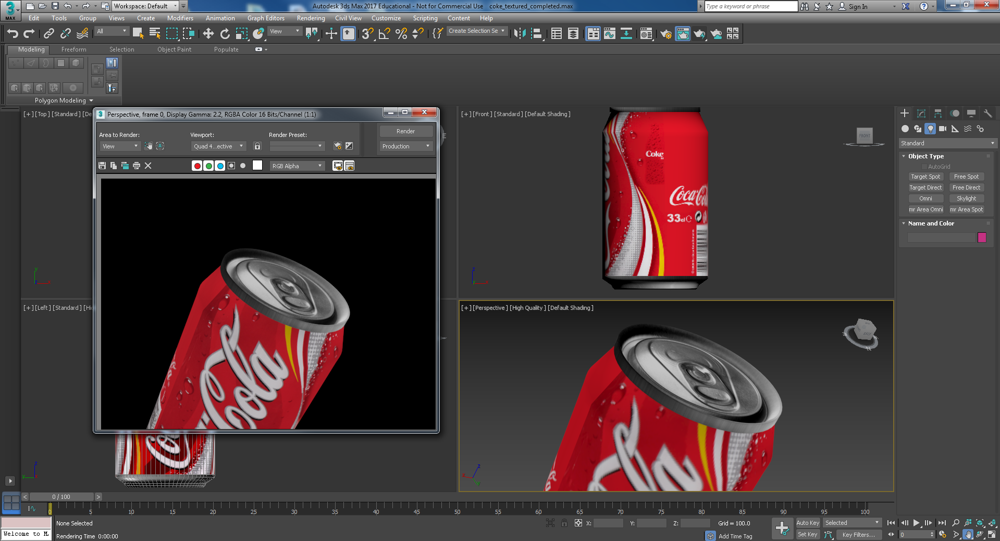 Workspace: Default
Autodesk 3ds Max 2017 Educational - Not for Commercial Use coke_textured_completed.max
Type a keyword or phrase
Sign In
MAX
Edit Tools Group Views Create Modifiers Animation Graph Editors Rendering Civil View Customize Scripting Content Help
All
View
Create Selection Se
Modeling Freeform Selection Object Paint Populate
Polygon Modeling
[+] [Top] [Standard] [De
Perspective, frame 0, Display Gamma: 2.2, RGBA Color 16 Bits/Channel (1:1)
Area to Render:
View
Viewport:
Quad 4...ective
Render Preset:
Render
Production
RGB Alpha
Cola
[+] [Front] [Standard] [Default Shading]
FRONT
Coke
Coca-Cola
33cl
[+] [Left] [Standard] [Hi
[+] [Perspective] [High Quality] [Default Shading]
z
y
x
Standard
Object Type
AutoGrid
Target Spot Free Spot
Target Direct Free Direct
Omni Skylight
mr Area Omni mr Area Spot
Name and Color
< 0 / 100 >
0 5 10 15 20 25 30 35 40 45 50 55 60 65 70 75 80 85 90 95 100
None Selected
X: Y: Z: Grid = 100.0
Auto Key Selected
Welcome to M
Rendering Time 0:00:00
Add Time Tag
Set Key Key Filters...
0